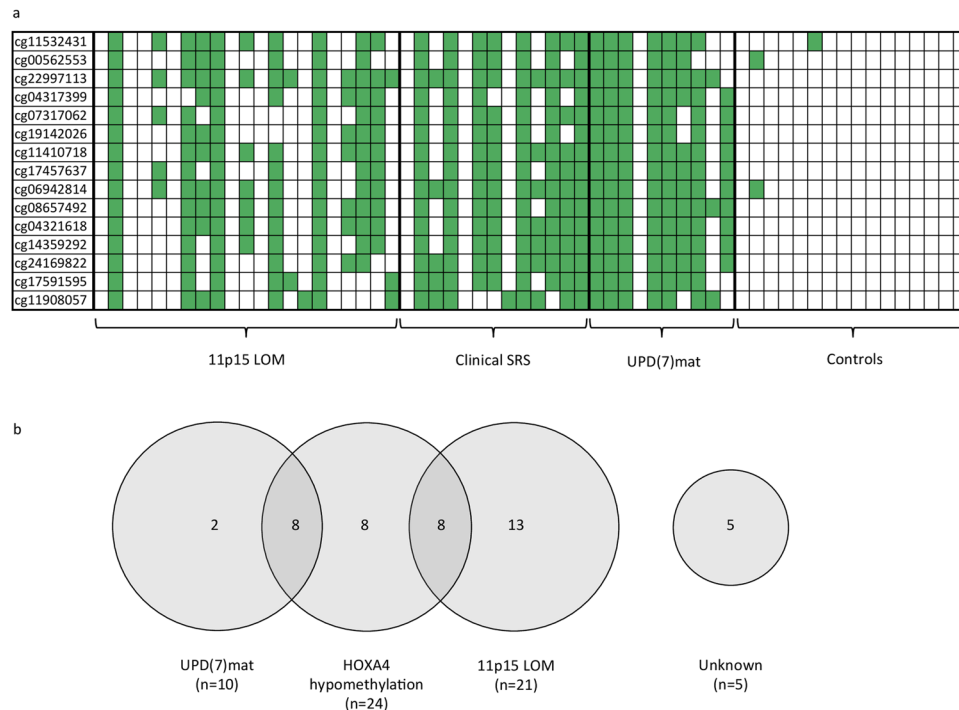 a
cg11532431
cg00562553
cg22997113
cg04317399
cg07317062
cg19142026
cg11410718
cg17457637
cg06942814
cg08657492
cg04321618
cg14359292
cg24169822
cg17591595
cg11908057
11p15 LOM
Clinical SRS
UPD(7)mat
Controls
b
2
8
8
8
13
5
UPD(7)mat
(n=10)
HOXA4
hypomethylation
(n=24)
11p15 LOM
(n=21)
Unknown
(n=5)